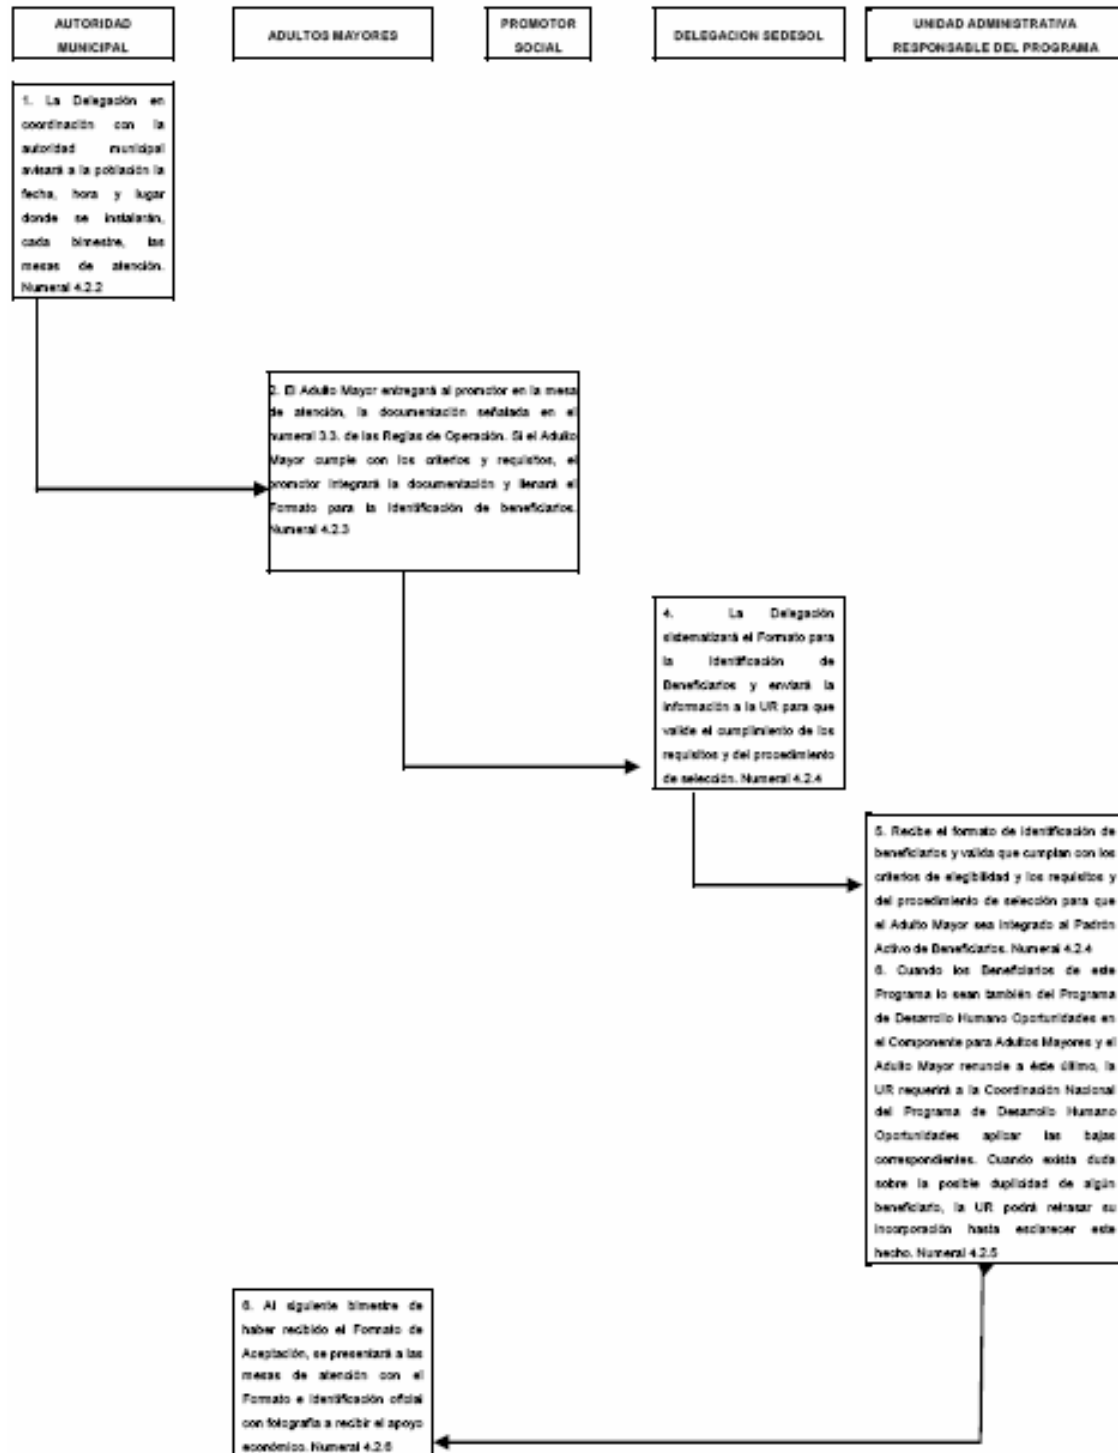 AUTORIDAD
MUNICIPAL
ADULTOS MAYORES
PROMOTOR
SOCIAL
DELEGACION SEDESOL
UNIDAD ADMINISTRATIVA
RESPONSABLE DEL PROGRAMA
1. La Delegación en
coordinación con la
autoridad municipal
avisará a la población la
fecha, hora y lugar
donde se instalarán,
cada bimestre, las
mesas de atención.
Numeral 4.2.2
2. El Adulto Mayor entregará al promotor en la mesa
de atención, la documentación señalada en el
numeral 3.3. de las Reglas de Operación. Si el Adulto
Mayor cumple con los criterios y requisitos, el
promotor integrará la documentación y llenará el
Formato para la Identificación de beneficiarios.
Numeral 4.2.3
4. La Delegación
sistematizará el Formato para
la Identificación de
Beneficiarios y enviará la
información a la UR para que
valide el cumplimiento de los
requisitos y del procedimiento
de selección. Numeral 4.2.4
5. Recibe el formato de identificación de
beneficiarios y valida que cumplan con los
criterios de elegibilidad y los requisitos y
del procedimiento de selección para que
el Adulto Mayor sea integrado al Padrón
Activo de Beneficiarios. Numeral 4.2.4
6. Cuando los Beneficiarios de este
Programa lo sean también del Programa
de Desarrollo Humano Oportunidades en
el Componente para Adultos Mayores y el
Adulto Mayor renuncie a éste último, la
UR requerirá a la Coordinación Nacional
del Programa de Desarrollo Humano
Oportunidades aplicar las bajas
correspondientes. Cuando exista duda
sobre la posible duplicidad de algún
beneficiario, la UR podrá retrasar su
incorporación hasta esclarecer este
hecho. Numeral 4.2.5
6. Al siguiente bimestre de
haber recibido el Formato de
Aceptación, se presentará a las
mesas de atención con el
Formato e identificación oficial
con fotografía a recibir el apoyo
económico. Numeral 4.2.6